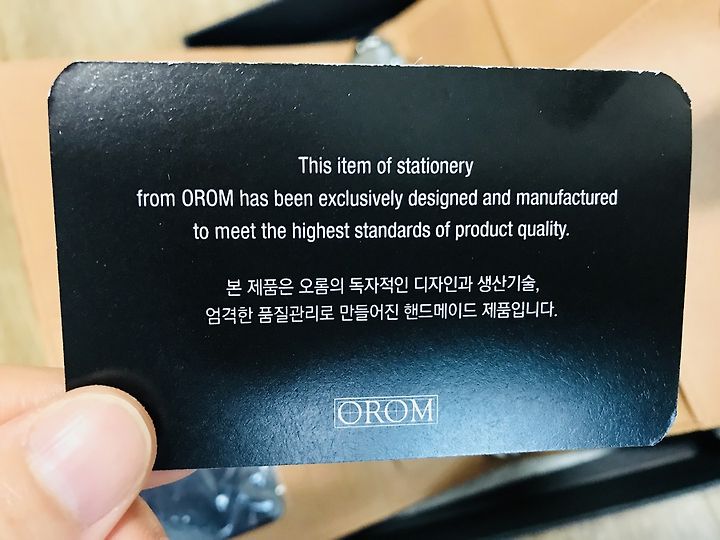 This item of stationery
from OROM has been exclusively designed and manufactured
to meet the highest standards of product quality.
본 제품은 오롬의 독자적인 디자인과 생산기술,
엄격한 품질관리로 만들어진 핸드메이드 제품입니다.
OROM